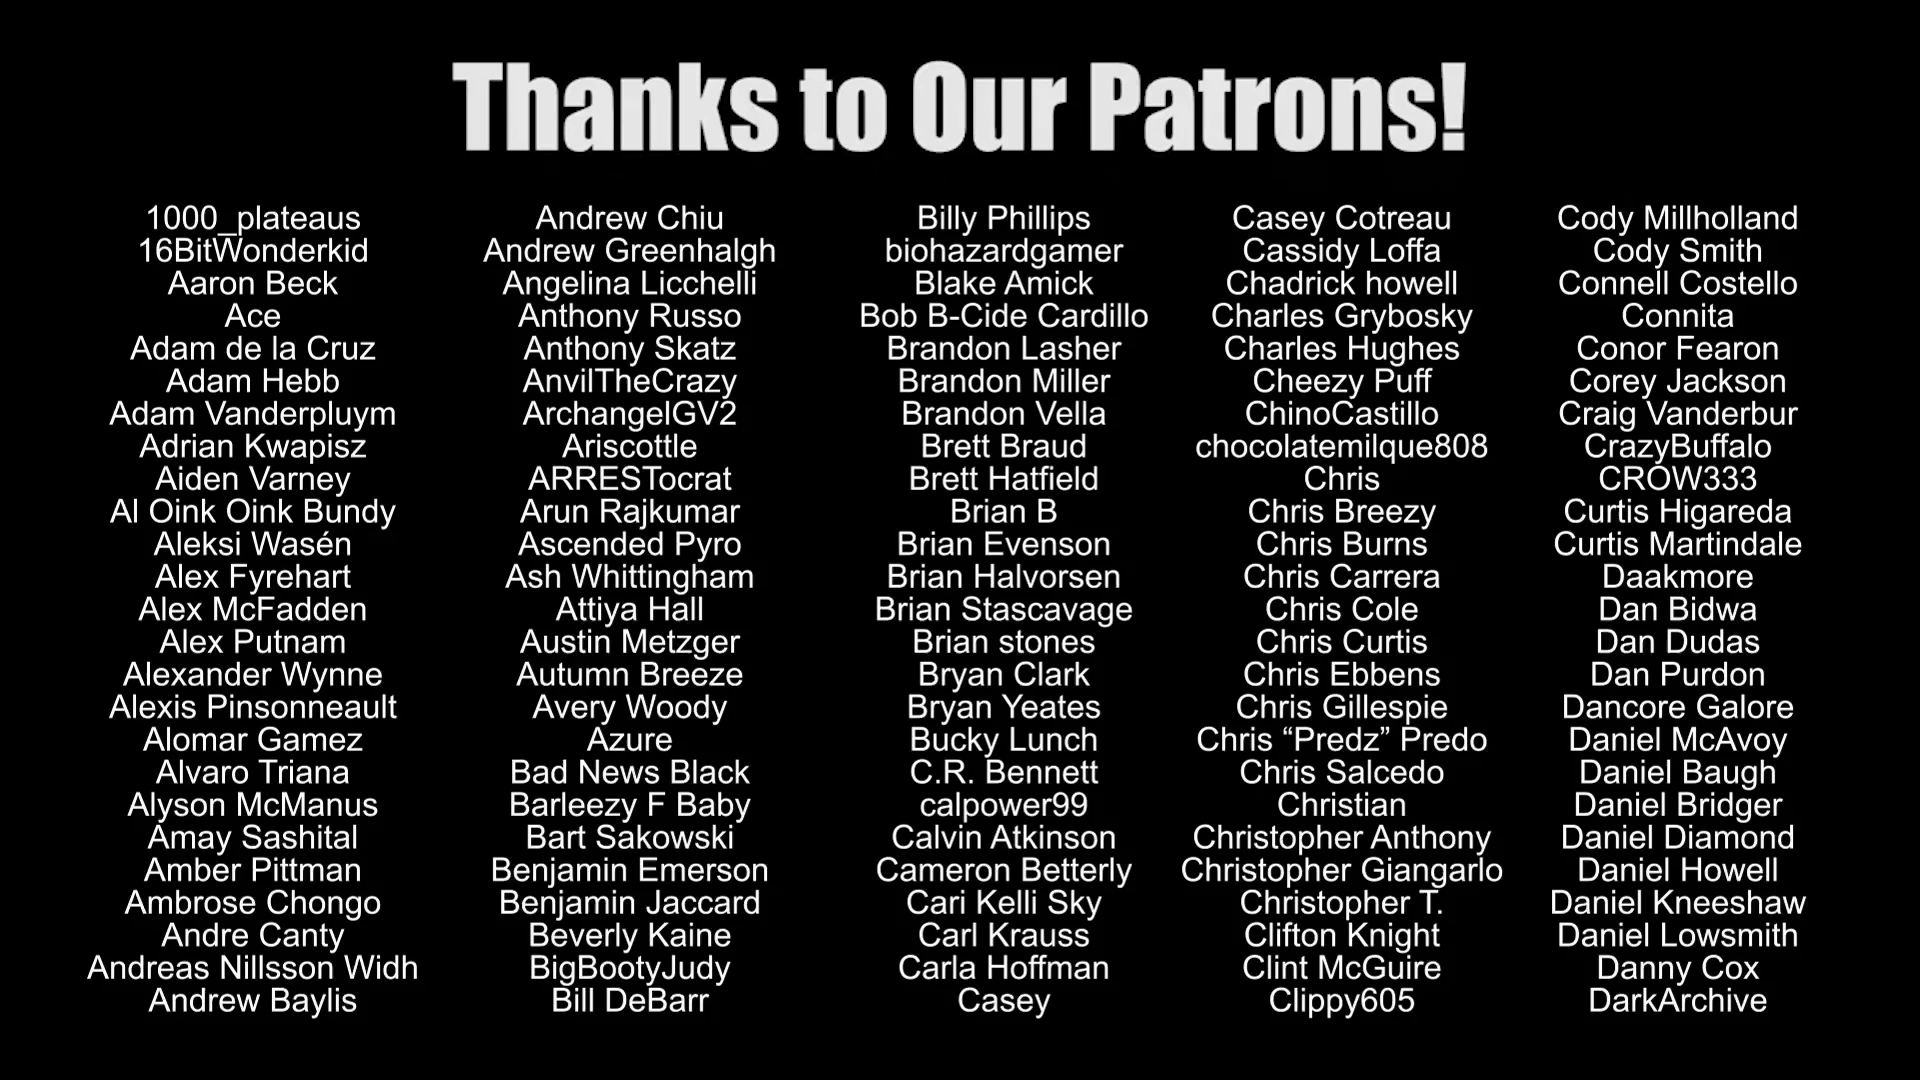 Thanks to Our Patrons!
1000_plateaus
16BitWonderkid
Aaron Beck
Ace
Adam de la Cruz
Adam Hebb
Adam Vanderpluym
Adrian Kwapisz
Aiden Varney
Al Oink Oink Bundy
Aleksi Wasén
Alex Fyrehart
Alex McFadden
Alex Putnam
Alexander Wynne
Alexis Pinsonneault
Alomar Gamez
Alvaro Triana
Alyson McManus
Amay Sashital
Amber Pittman
Ambrose Chongo
Andre Canty
Andreas Nillsson Widh
Andrew Baylis
Andrew Chiu
Andrew Greenhalgh
Angelina Licchelli
Anthony Russo
Anthony Skatz
AnvilTheCrazy
ArchangelGV2
Ariscottle
ARRESTocrat
Arun Rajkumar
Ascended Pyro
Ash Whittingham
Attiya Hall
Austin Metzger
Autumn Breeze
Avery Woody
Azure
Bad News Black
Barleezy F Baby
Bart Sakowski
Benjamin Emerson
Benjamin Jaccard
Beverly Kaine
BigBootyJudy
Bill DeBarr
Billy Phillips
biohazardgamer
Blake Amick
Bob B-Cide Cardillo
Brandon Lasher
Brandon Miller
Brandon Vella
Brett Braud
Brett Hatfield
Brian B
Brian Evenson
Brian Halvorsen
Brian Stascavage
Brian stones
Bryan Clark
Bryan Yeates
Bucky Lunch
C.R. Bennett
calpower99
Calvin Atkinson
Cameron Betterly
Cari Kelli Sky
Carl Krauss
Carla Hoffman
Casey
Casey Cotreau
Cassidy Loffa
Chadrick howell
Charles Grybosky
Charles Hughes
Cheezy Puff
ChinoCastillo
chocolatemilque808
Chris
Chris Breezy
Chris Burns
Chris Carrera
Chris Cole
Chris Curtis
Chris Ebbens
Chris Gillespie
Chris “Predz” Predo
Chris Salcedo
Christian
Christopher Anthony
Christopher Giangarlo
Christopher T.
Clifton Knight
Clint McGuire
Clippy605
Cody Millholland
Cody Smith
Connell Costello
Connita
Conor Fearon
Corey Jackson
Craig Vanderbur
CrazyBuffalo
CROW333
Curtis Higareda
Curtis Martindale
Daakmore
Dan Bidwa
Dan Dudas
Dan Purdon
Dancore Galore
Daniel McAvoy
Daniel Baugh
Daniel Bridger
Daniel Diamond
Daniel Howell
Daniel Kneeshaw
Daniel Lowsmith
Danny Cox
DarkArchive